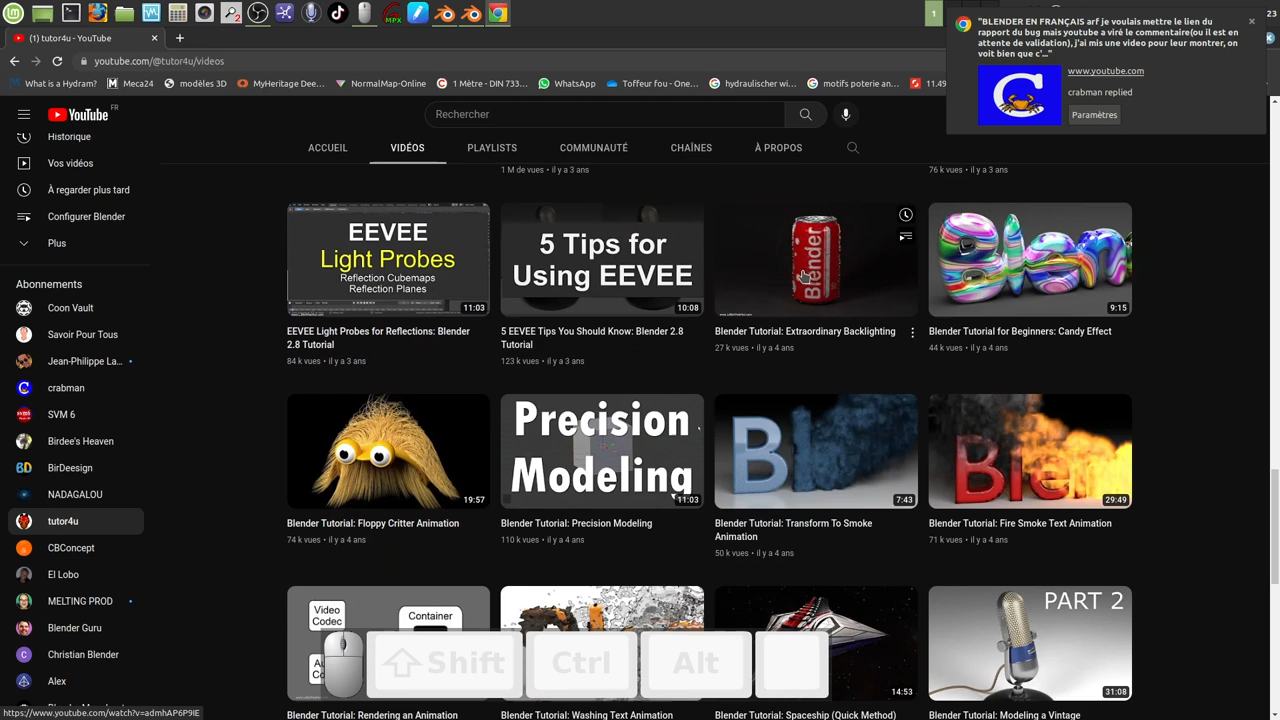 23
(1) tutor4u - YouTube
youtube.com/@tutor4u/videos
What is a Hydram?
Meca24
modèles 3D
MyHeritage Deem...
NormalMap-Online
1 Mètre - DIN 733...
WhatsApp
Toffeur fou - One...
hydraulischer wi...
motifs poterie an...
11.49
"BLENDER EN FRANÇAIS arf je voulais mettre le lien du
rapport du bug mais youtube a viré le commentaire(ou il est en
attente de validation), j'ai mis une video pour leur montrer, on
voit bien que c'..."
www.youtube.com
crabman replied
Paramètres
1
YouTube FR
Rechercher
ACCUEIL
VIDÉOS
PLAYLISTS
COMMUNAUTÉ
CHAÎNES
À PROPOS
Historique
Vos vidéos
À regarder plus tard
Configurer Blender
Plus
Abonnements
Coon Vault
Savoir Pour Tous
Jean-Philippe La...
crabman
SVM 6
Birdee's Heaven
BirDeesign
NADAGALOU
tutor4u
CBConcept
El Lobo
MELTING PROD
Blender Guru
Christian Blender
Alex
1 M de vues • il y a 3 ans
76 k vues • il y a 3 ans
EEVEE
Light Probes
Reflection Cubemaps
Reflection Planes
11:03
EEVEE Light Probes for Reflections: Blender
2.8 Tutorial
84 k vues • il y a 3 ans
5 Tips for
Using EEVEE
10:08
5 EEVEE Tips You Should Know: Blender 2.8
Tutorial
123 k vues • il y a 3 ans
Blender
Blender Tutorial: Extraordinary Backlighting
27 k vues • il y a 4 ans
9:15
Blender Tutorial for Beginners: Candy Effect
44 k vues • il y a 4 ans
19:57
Blender Tutorial: Floppy Critter Animation
74 k vues • il y a 4 ans
Precision
Modeling
11:03
Blender Tutorial: Precision Modeling
110 k vues • il y a 4 ans
7:43
Blender Tutorial: Transform To Smoke
Animation
50 k vues • il y a 4 ans
29:49
Blender Tutorial: Fire Smoke Text Animation
71 k vues • il y a 4 ans
Video
Codec
Container
Blender Tutorial: Rendering an Animation
Blender Tutorial: Washing Text Animation
14:53
Blender Tutorial: Spaceship (Quick Method)
PART 2
31:08
Blender Tutorial: Modeling a Vintage
Shift
Ctrl
Alt
https://www.youtube.com/watch?v=admhAP6P9lE